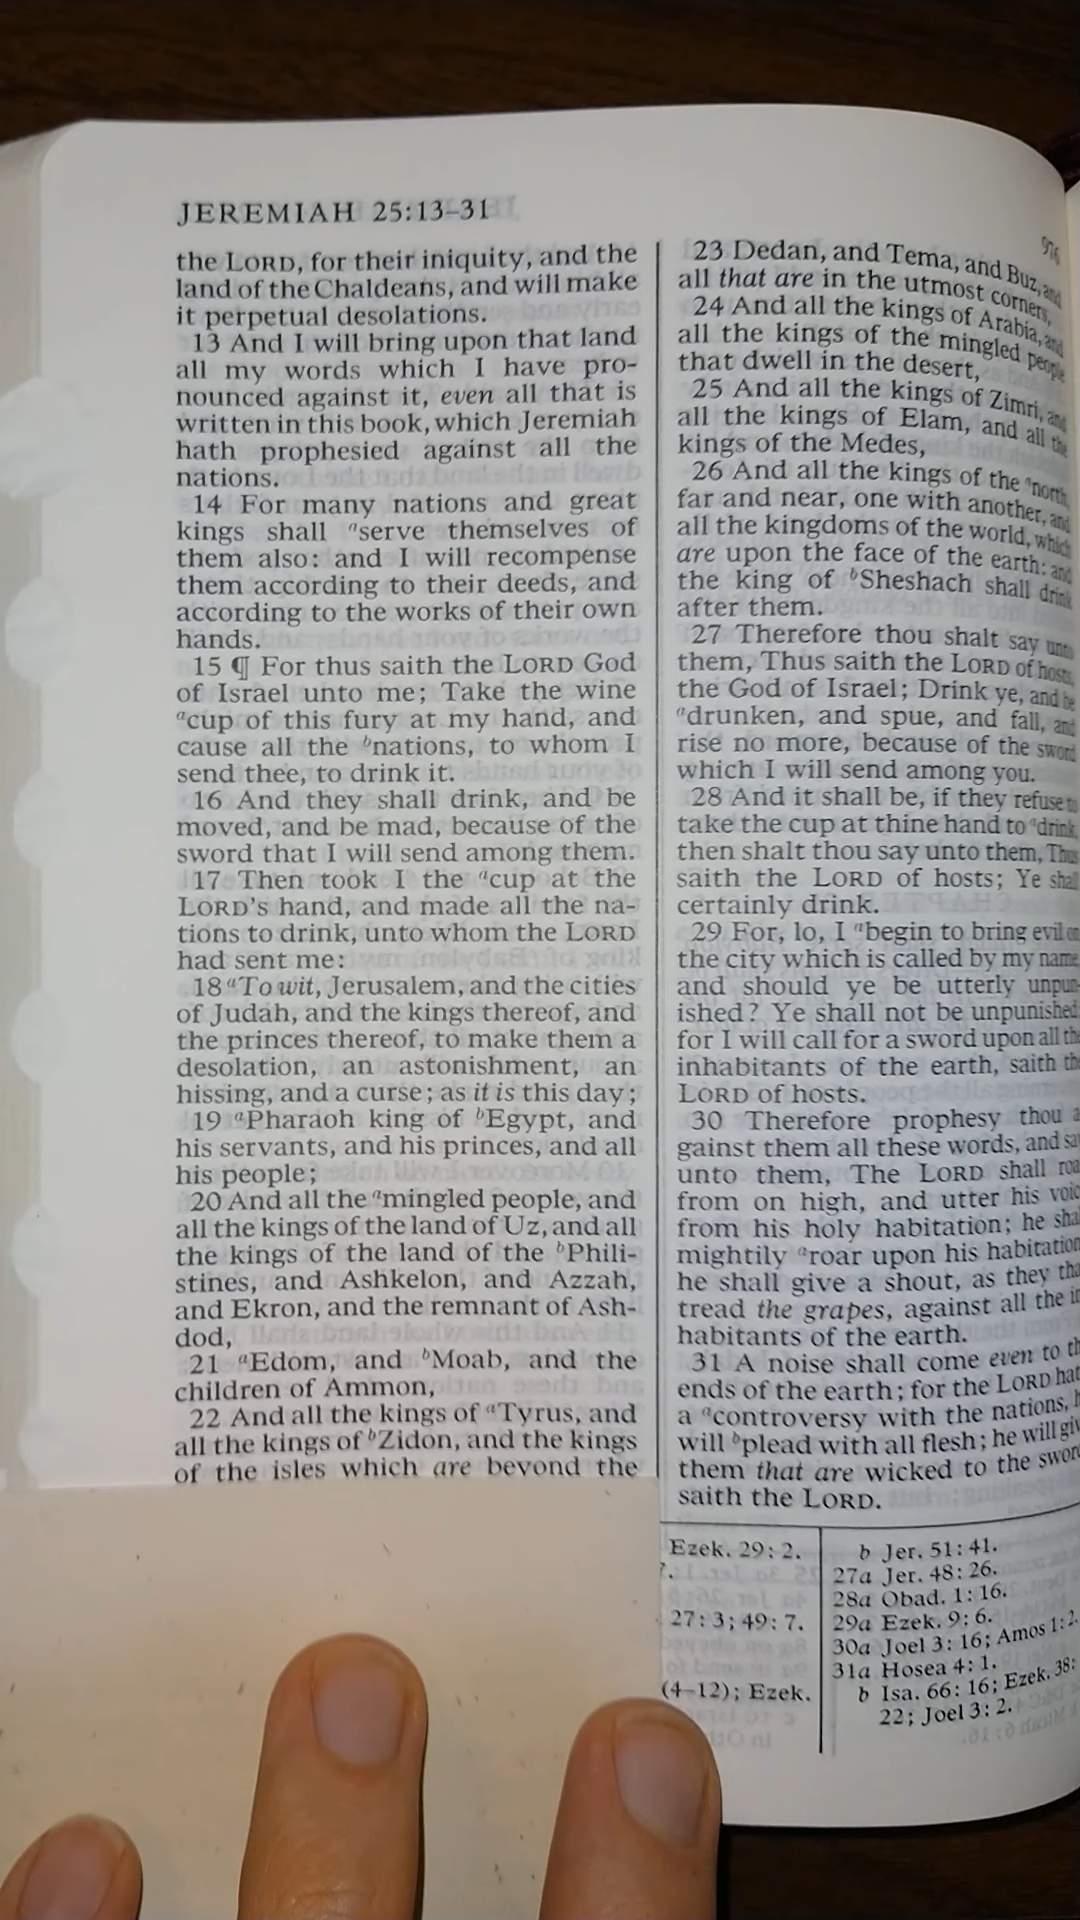 JEREMIAH 25:13–31
976
the LORD, for their iniquity, and the
land of the Chaldeans, and will make
it perpetual desolations.
13 And I will bring upon that land
all my words which I have pro-
nounced against it, even all that is
written in this book, which Jeremiah
hath prophesied against all the
nations.
14 For many nations and great
kings shall aserve themselves of
them also: and I will recompense
them according to their deeds, and
according to the works of their own
hands.
15 ¶ For thus saith the LORD God
of Israel unto me; Take the wine
acup of this fury at my hand, and
cause all the bnations, to whom I
send thee, to drink it.
16 And they shall drink, and be
moved, and be mad, because of the
sword that I will send among them.
17 Then took I the acup at the
LORD'S hand, and made all the na-
tions to drink, unto whom the LORD
had sent me:
18 aTo wit, Jerusalem, and the cities
of Judah, and the kings thereof, and
the princes thereof, to make them a
desolation, an astonishment, an
hissing, and a curse; as it is this day;
19 aPharaoh king of bEgypt, and
his servants, and his princes, and all
his people;
20 And all the amingled people, and
all the kings of the land of Uz, and all
the kings of the land of the bPhili-
stines, and Ashkelon, and Azzah,
and Ekron, and the remnant of Ash-
dod,
21 aEdom, and bMoab, and the
children of Ammon,
22 And all the kings of aTyrus, and
all the kings of bZidon, and the kings
of the isles which are beyond the
23 Dedan, and Tema, and Buz, and
all that are in the utmost corners,
24 And all the kings of Arabia, and
all the kings of the mingled people
that dwell in the desert,
25 And all the kings of Zimri, and
all the kings of Elam, and all the
kings of the Medes,
26 And all the kings of the anorth,
far and near, one with another, and
all the kingdoms of the world, which
are upon the face of the earth: and
the king of bSheshach shall drink
after them.
27 Therefore thou shalt say unto
them, Thus saith the LORD of hosts,
the God of Israel; Drink ye, and be
adrunken, and spue, and fall, and
rise no more, because of the sword
which I will send among you.
28 And it shall be, if they refuse to
take the cup at thine hand to adrink,
then shalt thou say unto them, Thus
saith the LORD of hosts; Ye shall
certainly drink.
29 For, lo, I abegin to bring evil on
the city which is called by my name,
and should ye be utterly unpun-
ished? Ye shall not be unpunished:
for I will call for a sword upon all the
inhabitants of the earth, saith the
LORD of hosts.
30 Therefore prophesy thou a-
gainst them all these words, and say
unto them, The LORD shall roa
from on high, and utter his voic
from his holy habitation; he sha
mightily aroar upon his habitation
he shall give a shout, as they tha
tread the grapes, against all the in
habitants of the earth.
31 A noise shall come even to th
ends of the earth; for the LORD hat
a acontroversy with the nations, h
will bplead with all flesh; he will giv
them that are wicked to the swor
saith the LORD.
Ezek. 29: 2.
27: 3; 49: 7.
(4–12); Ezek.
b Jer. 51: 41.
27a Jer. 48: 26.
28a Obad. 1: 16.
29a Ezek. 9: 6.
30a Joel 3: 16; Amos 1: 2.
31a Hosea 4: 1.
b Isa. 66: 16; Ezek. 38:
22; Joel 3: 2.